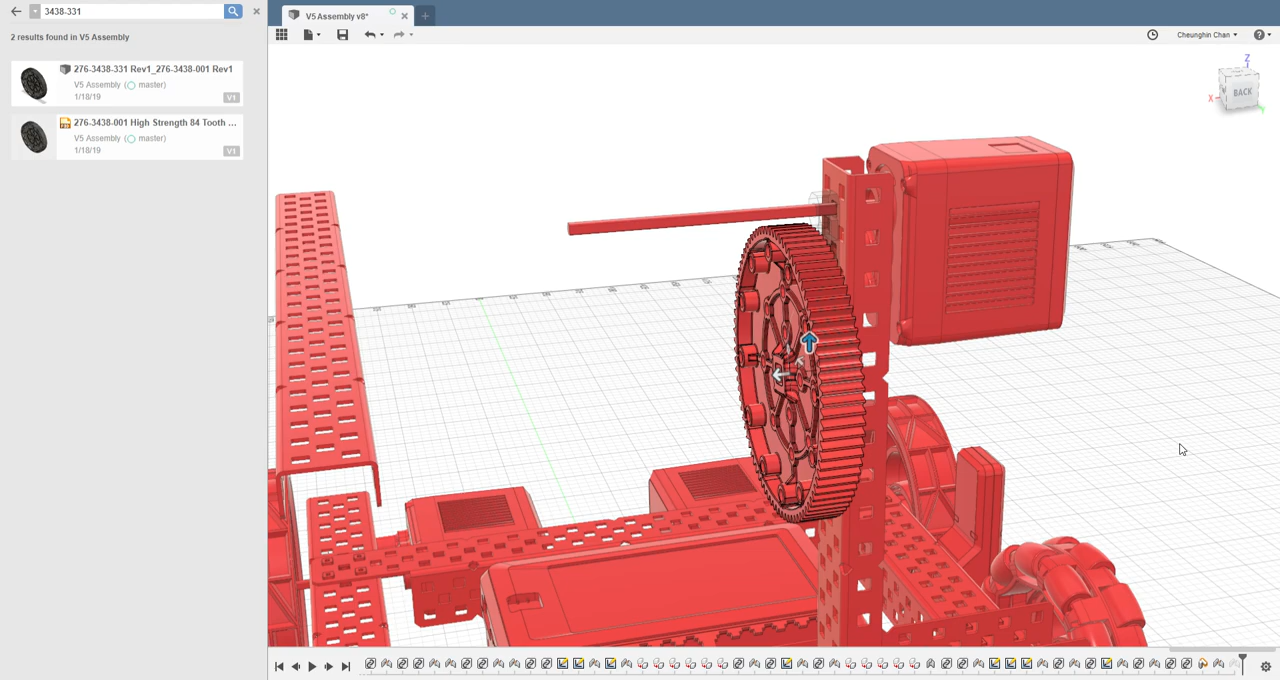 3438-331
2 results found in V5 Assembly
276-3438-331 Rev1_276-3438-001 Rev1
V5 Assembly ( master)
1/18/19
V1
276-3438-001 High Strength 84 Tooth ...
V5 Assembly ( master)
1/18/19
V1
V5 Assembly v8*
Cheunghin Chan
Z
BACK
X